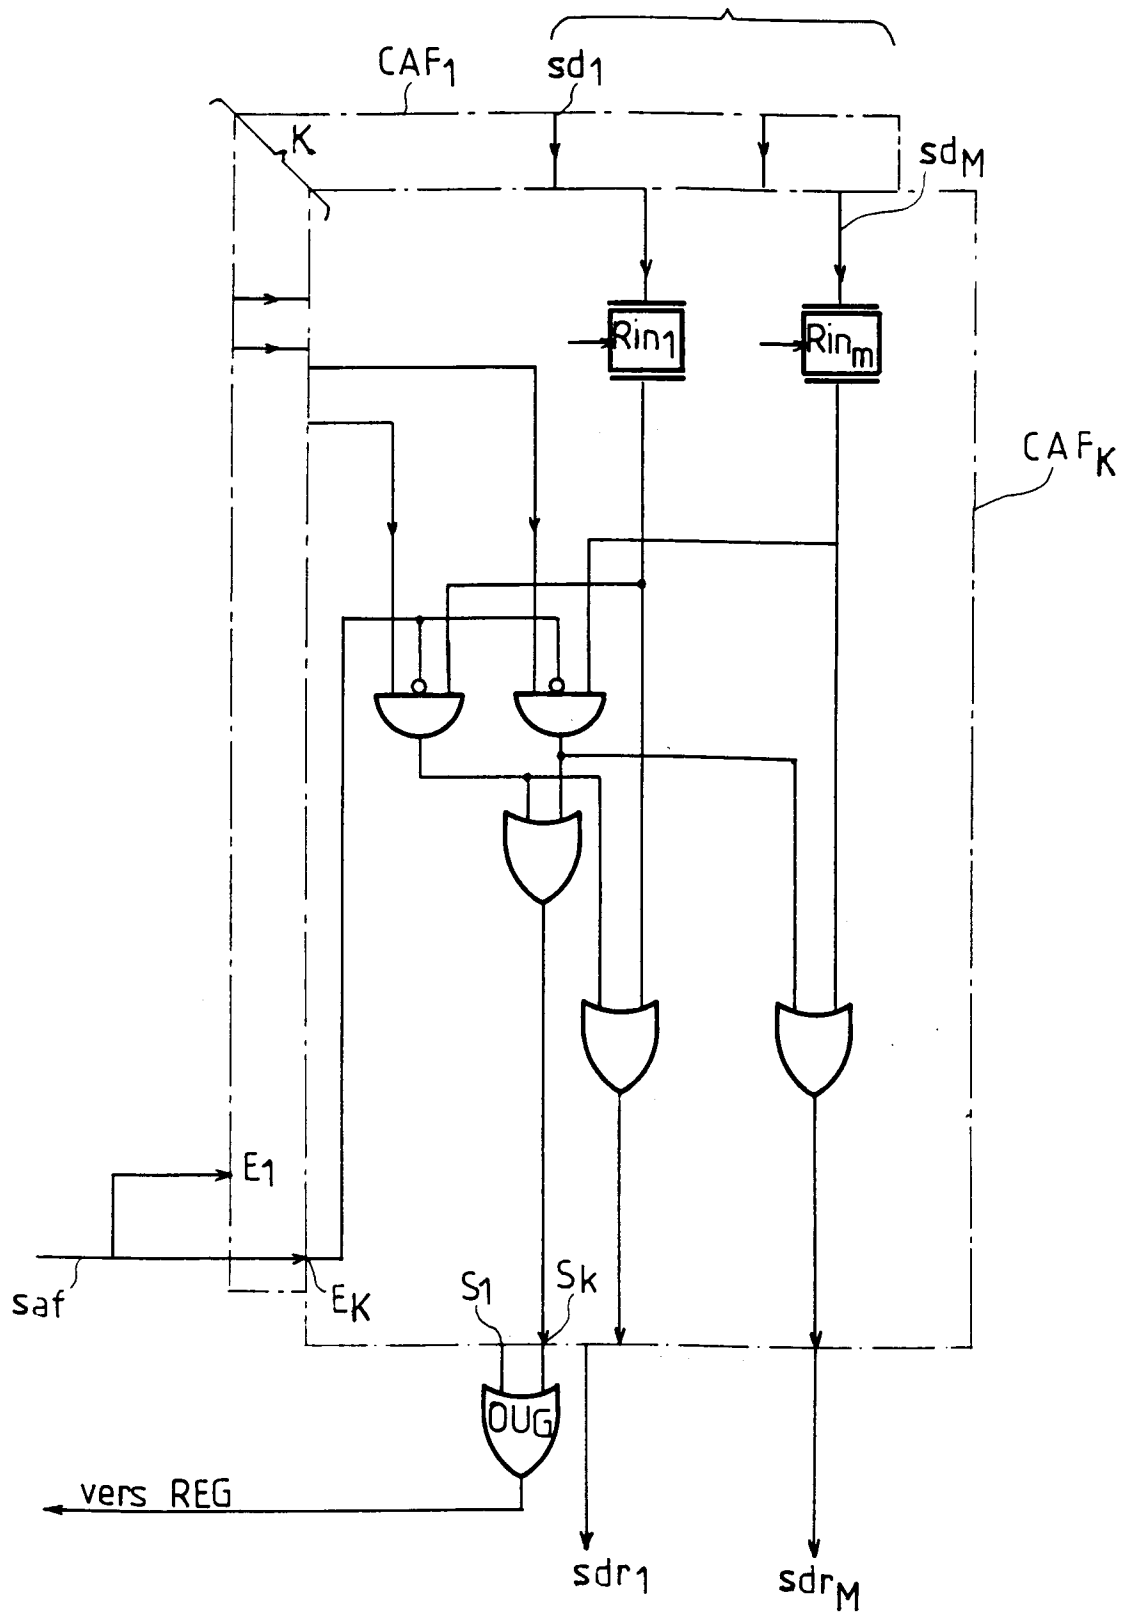 CAF1
sd1
K
sdM
Rin1
Rinm
CAFK
E1
saf
EK
S1
Sk
OUG
vers REG
sdr1
sdrM